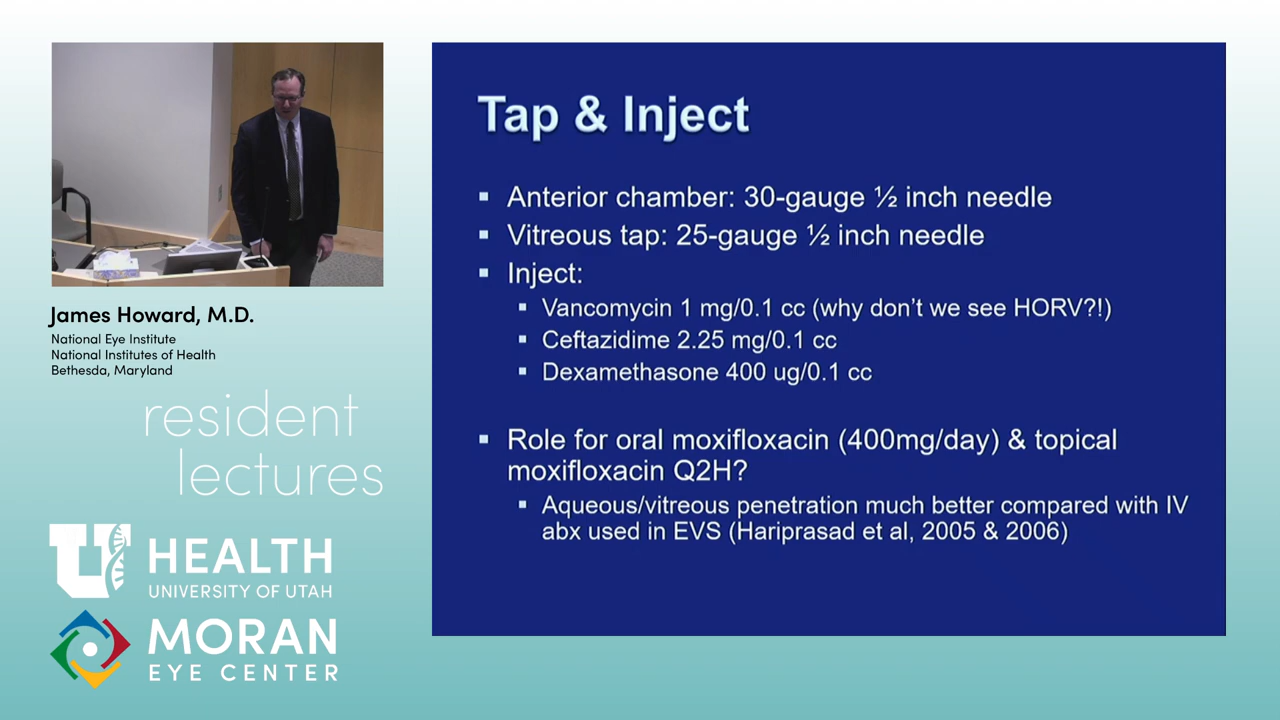 Tap & Inject
▪ Anterior chamber: 30-gauge ½ inch needle
▪ Vitreous tap: 25-gauge ½ inch needle
▪ Inject:
▪ Vancomycin 1 mg/0.1 cc (why don't we see HORV?!)
▪ Ceftazidime 2.25 mg/0.1 cc
▪ Dexamethasone 400 ug/0.1 cc
▪ Role for oral moxifloxacin (400mg/day) & topical
moxifloxacin Q2H?
▪ Aqueous/vitreous penetration much better compared with IV
abx used in EVS (Hariprasad et al, 2005 & 2006)
James Howard, M.D.
National Eye Institute
National Institutes of Health
Bethesda, Maryland
resident
lectures
U HEALTH
UNIVERSITY OF UTAH
MORAN
EYE CENTER